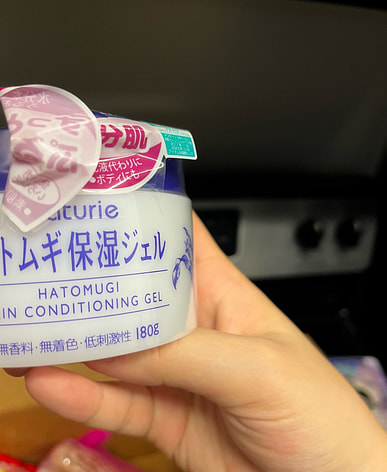 分肌
液代わりに
・ボディにも
aturie
トムギ保湿ジェル
HATOMUGI
IN CONDITIONING GEL
無香料・無着色・低刺激性 180g